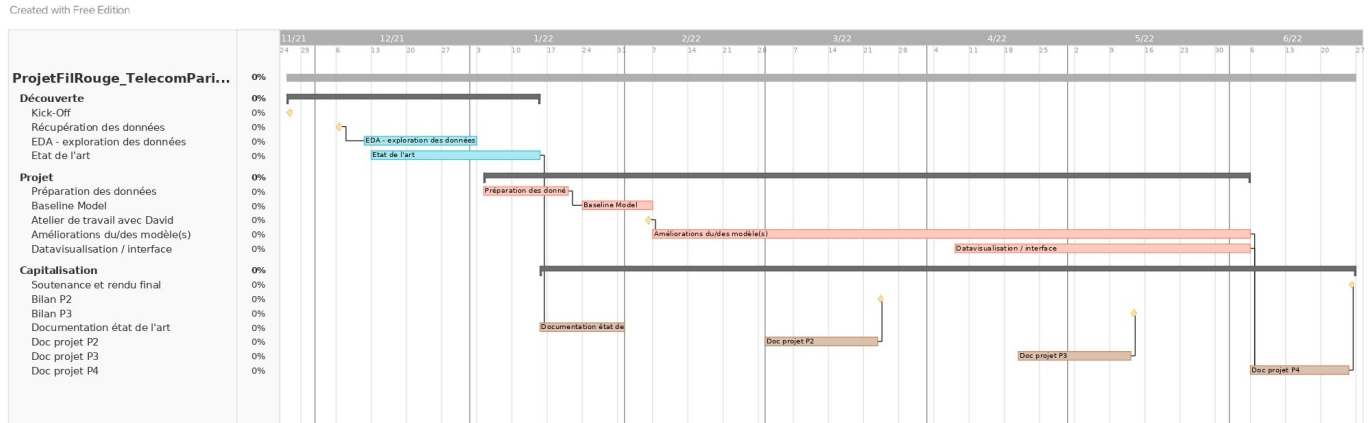 Created with Free Edition
11/21 12/21 1/22 2/22 3/22 4/22 5/22 6/22
24 29 6 13 20 27 3 10 17 24 31 7 14 21 28 7 14 21 28 4 11 18 25 2 9 16 23 30 6 13 20 27
ProjetFilRouge_TelecomPari... 0%
Découverte 0%
Kick-Off 0%
Récupération des données 0%
EDA - exploration des données 0% EDA - exploration des données
Etat de l'art 0% Etat de l'art
Projet 0%
Préparation des données 0% Préparation des donné
Baseline Model 0% Baseline Model
Atelier de travail avec David 0%
Améliorations du/des modèle(s) 0% Améliorations du/des modèle(s)
Datavisualisation / interface 0% Datavisualisation / interface
Capitalisation 0%
Soutenance et rendu final 0%
Bilan P2 0%
Bilan P3 0%
Documentation état de l'art 0% Documentation état de
Doc projet P2 0% Doc projet P2
Doc projet P3 0% Doc projet P3
Doc projet P4 0% Doc projet P4